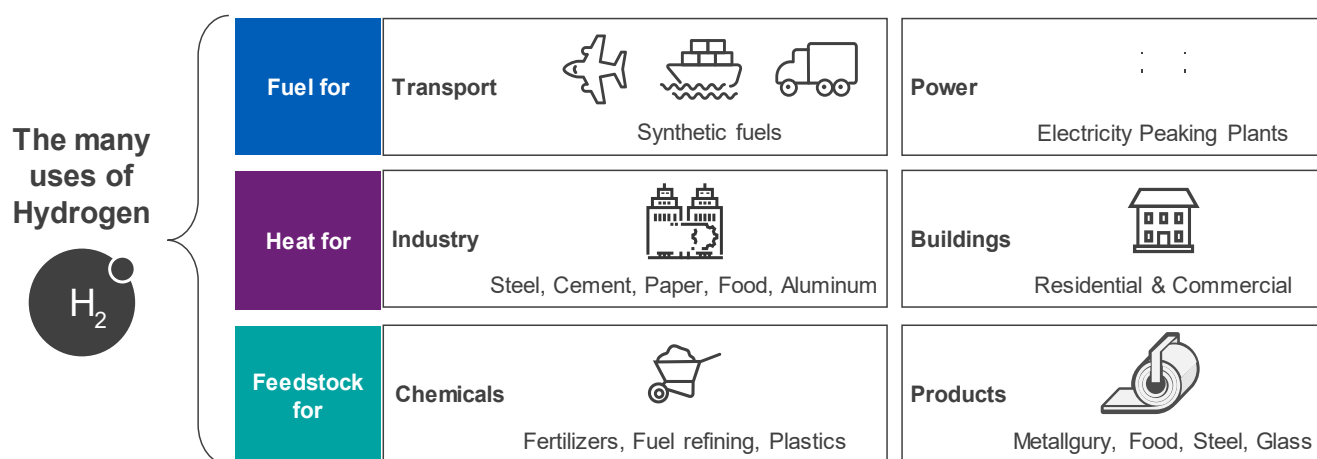 The many
uses of
Hydrogen
H2
Fuel for
Transport
Synthetic fuels
Power
Electricity Peaking Plants
Heat for
Industry
Steel, Cement, Paper, Food, Aluminum
Buildings
Residential & Commercial
Feedstock
for
Chemicals
Fertilizers, Fuel refining, Plastics
Products
Metallgury, Food, Steel, Glass